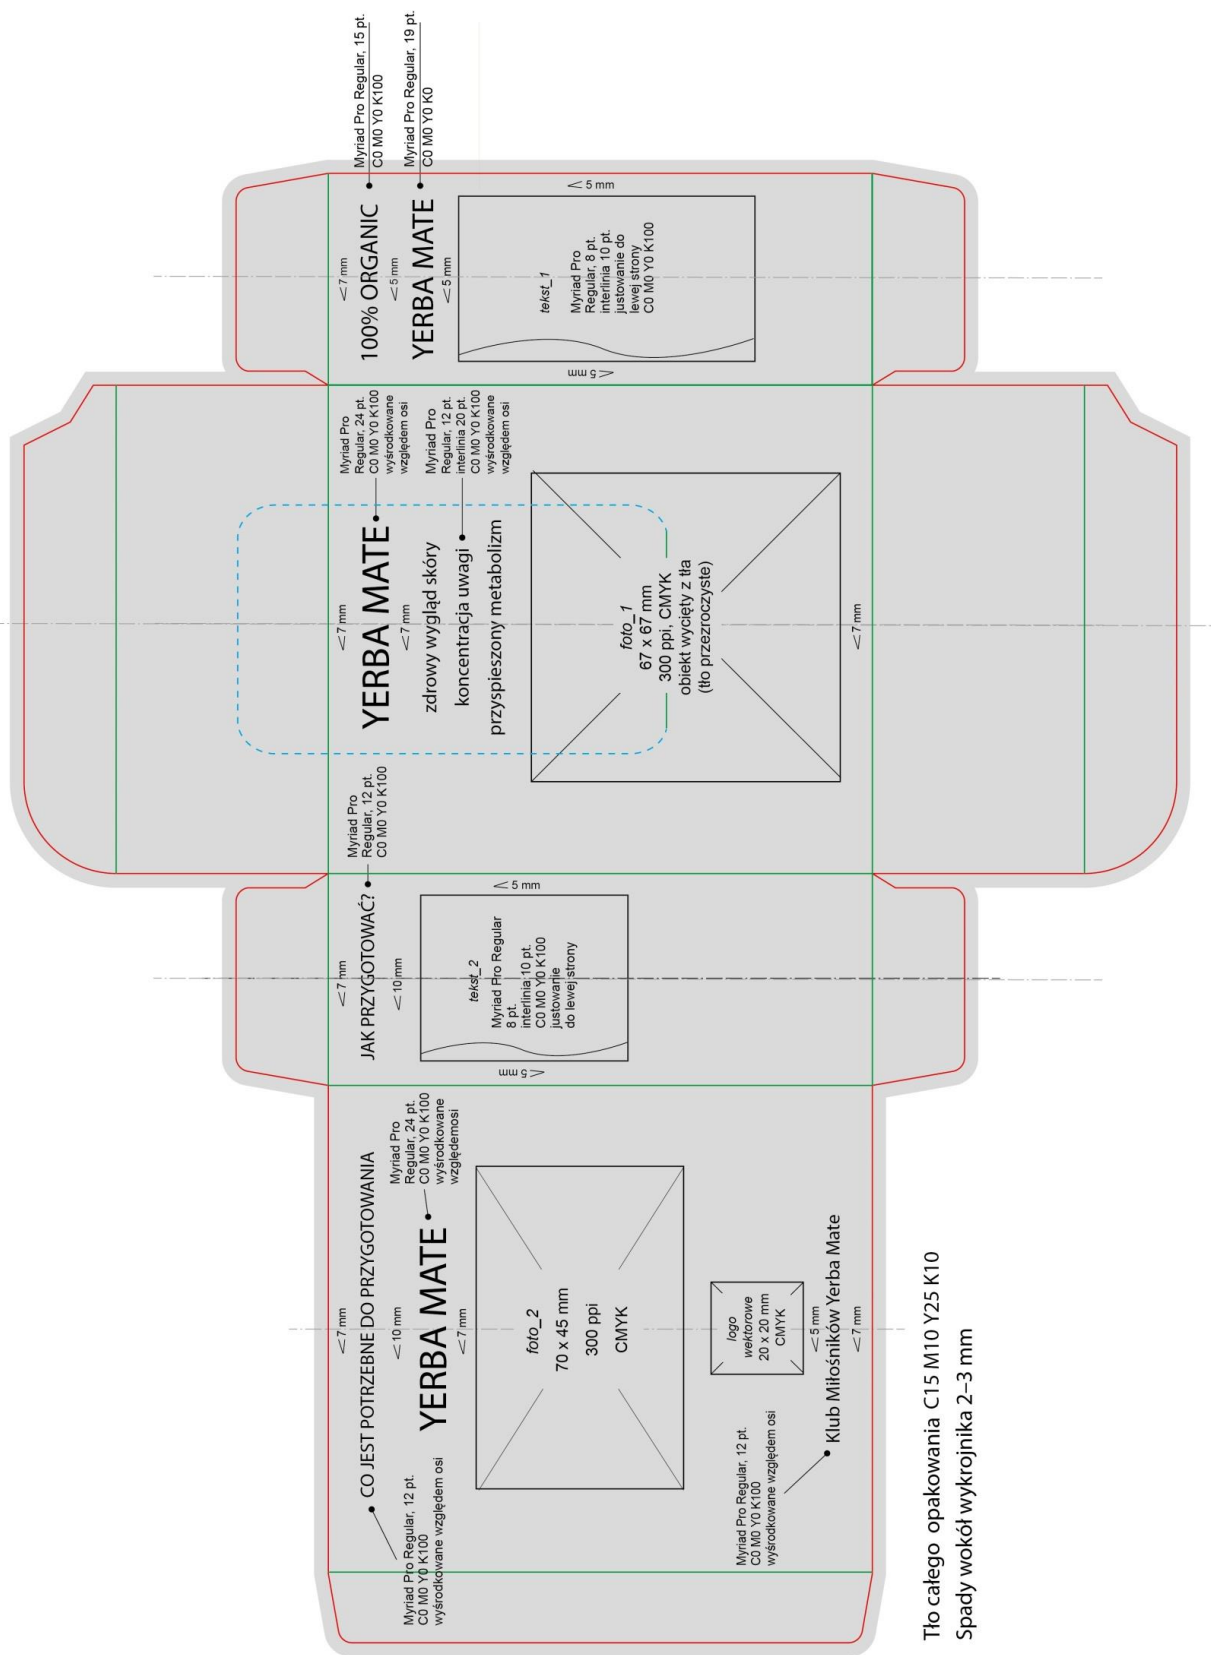 CO JEST POTRZEBNE DO PRZYGOTOWANIA
Myriad Pro Regular, 12 pt.
C0 M0 Y0 K100
wyśrodkowane względem osi
< 7 mm
< 10 mm
YERBA MATE
Myriad Pro
Regular, 24 pt.
C0 M0 Y0 K100
wyśrodkowane
względemosi
< 7 mm
foto_2
70 x 45 mm
300 ppi
CMYK
logo
wektorowe
20 x 20 mm
CMYK
< 5 mm
< 7 mm
Myriad Pro Regular, 12 pt.
C0 M0 Y0 K100
wyśrodkowane względem osi
Klub Miłośników Yerba Mate
< 7 mm
JAK PRZYGOTOWAĆ?
Myriad Pro
Regular, 12 pt.
C0 M0 Y0 K100
< 10 mm
tekst_2
Myriad Pro Regular
8 pt.
interlinia 10 pt.
C0 M0 Y0 K100
justowanie
do lewej strony
< 5 mm
< 5 mm
< 7 mm
YERBA MATE
Myriad Pro
Regular, 24 pt.
C0 M0 Y0 K100
wyśrodkowane
względem osi
< 7 mm
zdrowy wygląd skóry
koncentracja uwagi
przyspieszony metabolizm
Myriad Pro
Regular, 12 pt.
interlinia 20 pt.
C0 M0 Y0 K100
wyśrodkowane
względem osi
foto_1
67 x 67 mm
300 ppi, CMYK
obiekt wycięty z tła
(tło przezroczyste)
< 7 mm
< 7 mm
100% ORGANIC
Myriad Pro Regular, 15 pt.
C0 M0 Y0 K100
< 5 mm
YERBA MATE
Myriad Pro Regular, 19 pt.
C0 M0 Y0 K0
< 5 mm
tekst_1
Myriad Pro
Regular, 8 pt.
interlinia 10 pt.
justowanie do
lewej strony
C0 M0 Y0 K100
< 5 mm
< 5 mm
Tło całego opakowania C15 M10 Y25 K10
Spady wokół wykrojnika 2–3 mm